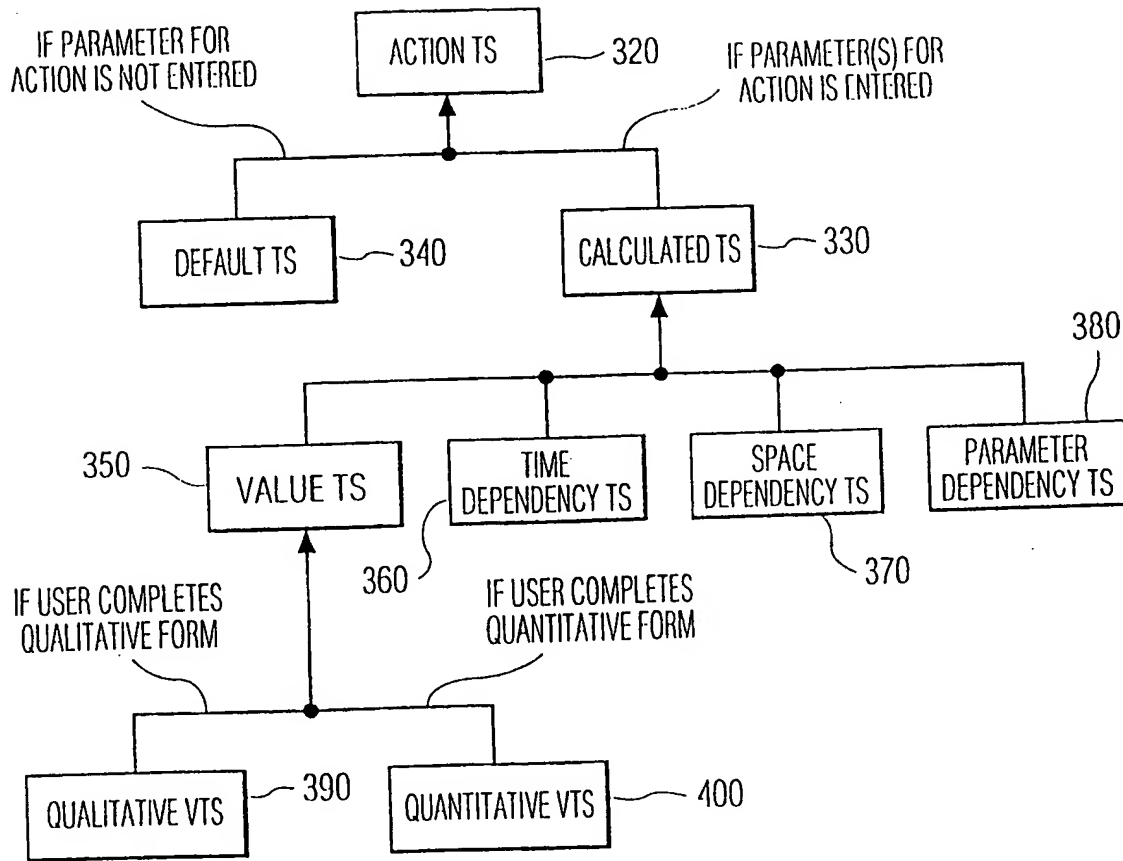 IF PARAMETER FOR
ACTION IS NOT ENTERED
ACTION TS
320
IF PARAMETER(S) FOR
ACTION IS ENTERED
DEFAULT TS
340
CALCULATED TS
330
380
350
VALUE TS
TIME
DEPENDENCY TS
360
SPACE
DEPENDENCY TS
370
PARAMETER
DEPENDENCY TS
IF USER COMPLETES
QUALITATIVE FORM
IF USER COMPLETES
QUANTITATIVE FORM
QUALITATIVE VTS
390
QUANTITATIVE VTS
400